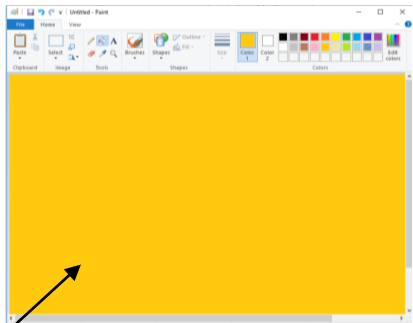 Untitled - Paint
File Home View
Paste Select Brushes Shapes Outline Fill Size Color 1 Color 2 Edit colors
Clipboard Image Tools Shapes Colors